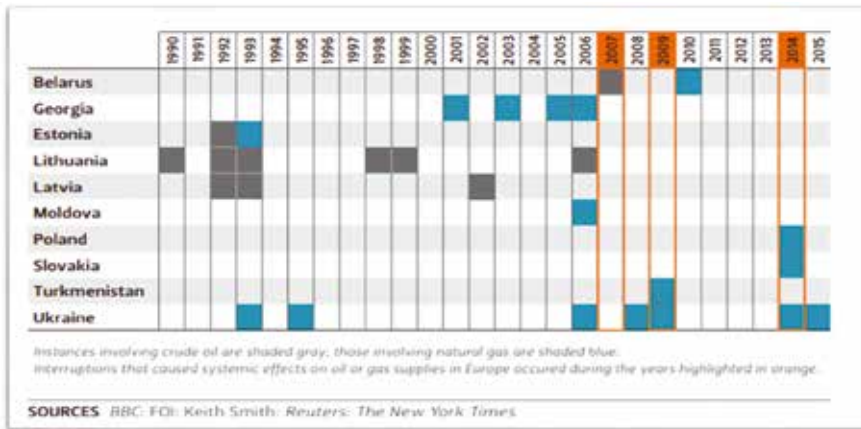 1990 1991 1992 1993 1994 1995 1996 1997 1998 1999 2000 2001 2002 2003 2004 2005 2006 2007 2008 2009 2010 2011 2012 2013 2014 2015
Belarus
Georgia
Estonia
Lithuania
Latvia
Moldova
Poland
Slovakia
Turkmenistan
Ukraine
Instances involving crude oil are shaded gray; those involving natural gas are shaded blue.
Interruptions that caused systemic effects on oil or gas supplies in Europe occured during the years highlighted in orange.
SOURCES BBC; FOI; Keith Smith; Reuters; The New York Times